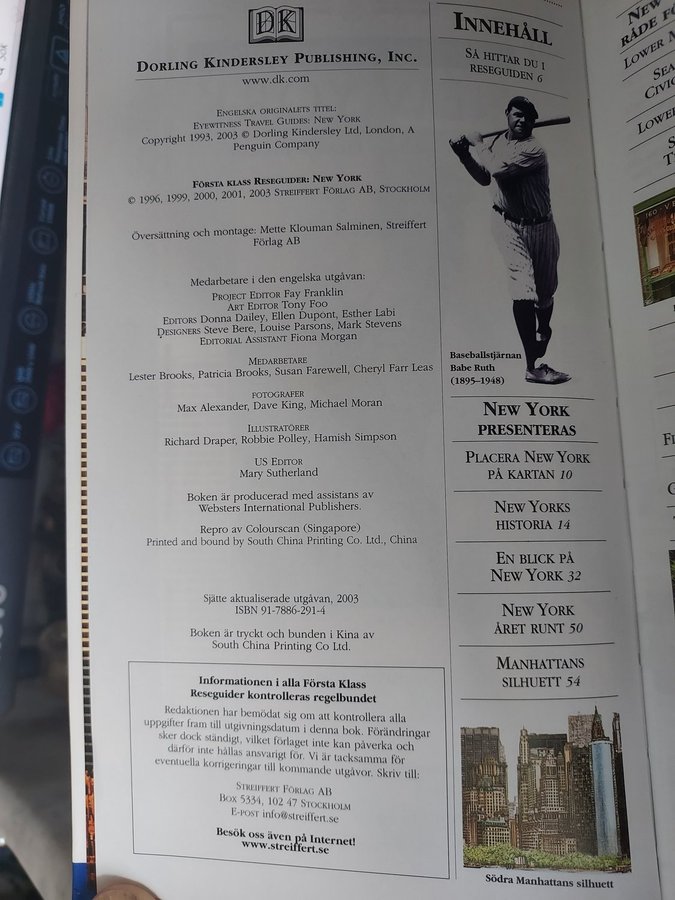 DK
DORLING KINDERSLEY PUBLISHING, INC.
www.dk.com
ENGELSKA ORIGINALETS TITEL:
EYEWITNESS TRAVEL GUIDES: NEW YORK
Copyright 1993, 2003 © Dorling Kindersley Ltd, London, A
Penguin Company
FÖRSTA KLASS RESEGUIDER: NEW YORK
© 1996, 1999, 2000, 2001, 2003 STREIFFERT FÖRLAG AB, STOCKHOLM
Översättning och montage: Mette Klouman Salminen, Streiffert
Förlag AB
Medarbetare i den engelska utgåvan:
PROJECT EDITOR Fay Franklin
ART EDITOR Tony Foo
EDITORS Donna Dailey, Ellen Dupont, Esther Labi
DESIGNERS Steve Bere, Louise Parsons, Mark Stevens
EDITORIAL ASSISTANT Fiona Morgan
MEDARBETARE
Lester Brooks, Patricia Brooks, Susan Farewell, Cheryl Farr Leas
FOTOGRAFER
Max Alexander, Dave King, Michael Moran
ILLUSTRATÖRER
Richard Draper, Robbie Polley, Hamish Simpson
US EDITOR
Mary Sutherland
Boken är producerad med assistans av
Websters International Publishers.
Repro av Colourscan (Singapore)
Printed and bound by South China Printing Co. Ltd., China
Sjätte aktualiserade utgåvan, 2003
ISBN 91-7886-291-4
Boken är tryckt och bunden i Kina av
South China Printing Co Ltd.
Informationen i alla Första Klass
Reseguider kontrolleras regelbundet
Redaktionen har bemödat sig om att kontrollera alla
uppgifter fram till utgivningsdatum i denna bok. Förändringar
sker dock ständigt, vilket förlaget inte kan påverka och
därför inte hållas ansvarigt för. Vi är tacksamma för
eventuella korrigeringar till kommande utgåvor. Skriv till:
STREIFFERT FÖRLAG AB
BOX 5334, 102 47 STOCKHOLM
E-POST info@streiffert.se
Besök oss även på Internet!
www.streiffert.se
INNEHÅLL
SÅ HITTAR DU I
RESEGUIDEN 6
Baseballstjärnan
Babe Ruth
(1895–1948)
NEW YORK
PRESENTERAS
PLACERA NEW YORK
PÅ KARTAN 10
NEW YORKS
HISTORIA 14
EN BLICK PÅ
NEW YORK 32
NEW YORK
ÅRET RUNT 50
MANHATTANS
SILHUETT 54
Södra Manhattans silhuett
NEW
LOWER